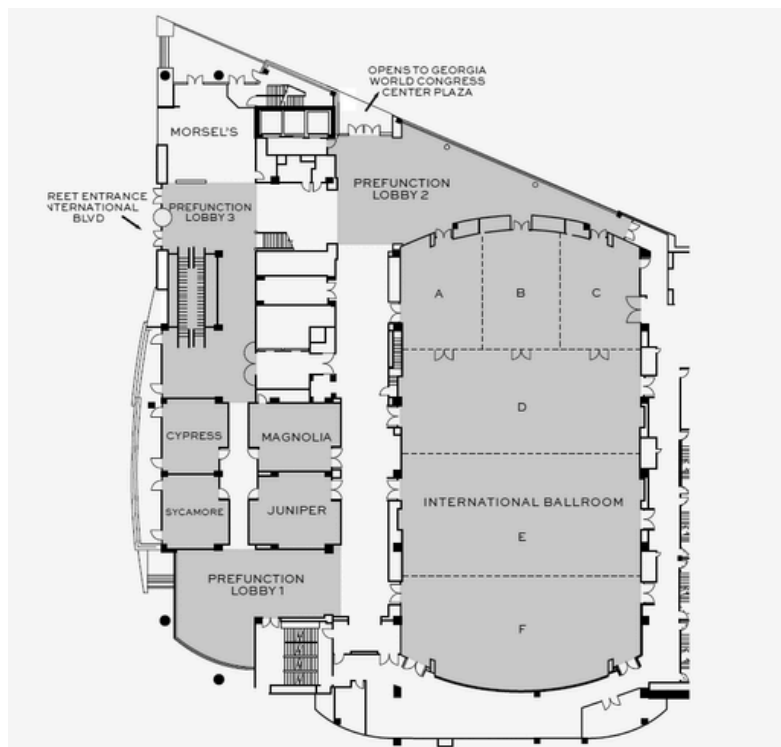 OPENS TO GEORGIA
WORLD CONGRESS
CENTER PLAZA
MORSEL'S
PREFUNCTION
LOBBY 2
REET ENTRANCE
NTERNATIONAL
BLVD
PREFUNCTION
LOBBY 3
A
B
C
D
CYPRESS
MAGNOLIA
SYCAMORE
JUNIPER
INTERNATIONAL BALLROOM
E
PREFUNCTION
LOBBY 1
F